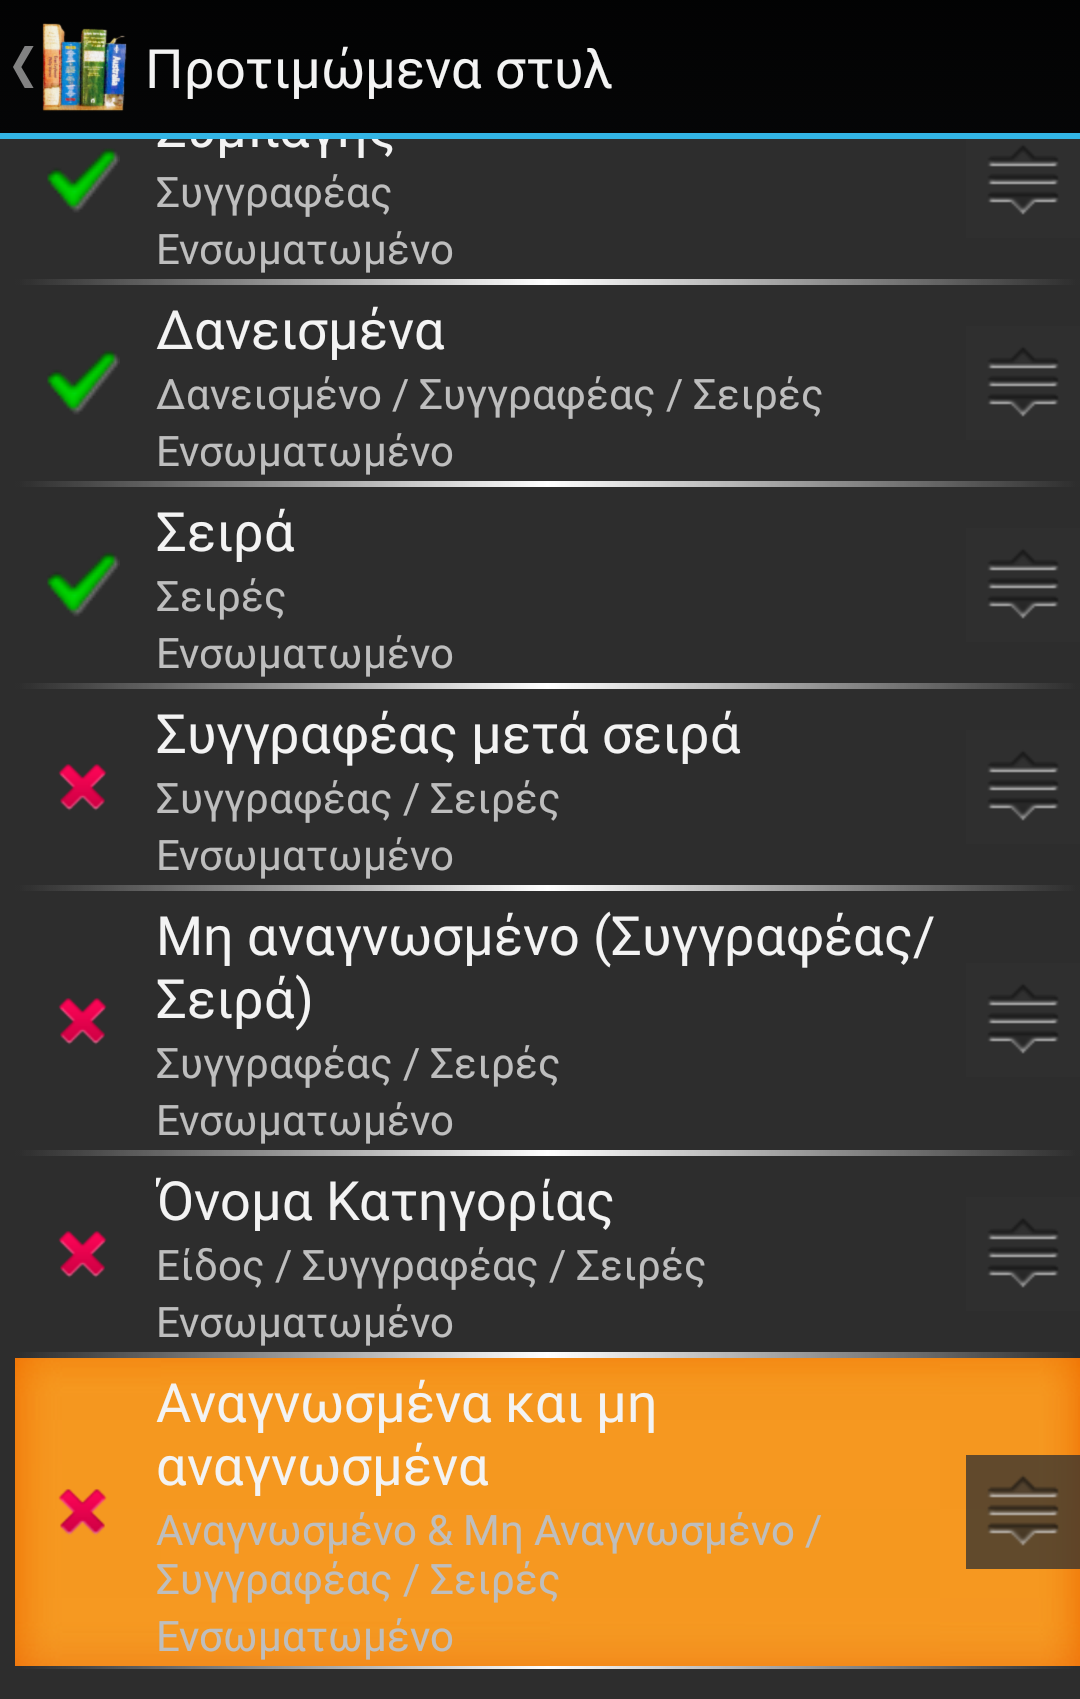 Προτιμώμενα στυλ
Συμπαγής
Συγγραφέας
Ενσωματωμένο
Δανεισμένα
Δανεισμένο / Συγγραφέας / Σειρές
Ενσωματωμένο
Σειρά
Σειρές
Ενσωματωμένο
Συγγραφέας μετά σειρά
Συγγραφέας / Σειρές
Ενσωματωμένο
Μη αναγνωσμένο (Συγγραφέας/
Σειρά)
Συγγραφέας / Σειρές
Ενσωματωμένο
Όνομα Κατηγορίας
Είδος / Συγγραφέας / Σειρές
Ενσωματωμένο
Αναγνωσμένα και μη
αναγνωσμένα
Αναγνωσμένο & Μη Αναγνωσμένο /
Συγγραφέας / Σειρές
Ενσωματωμένο